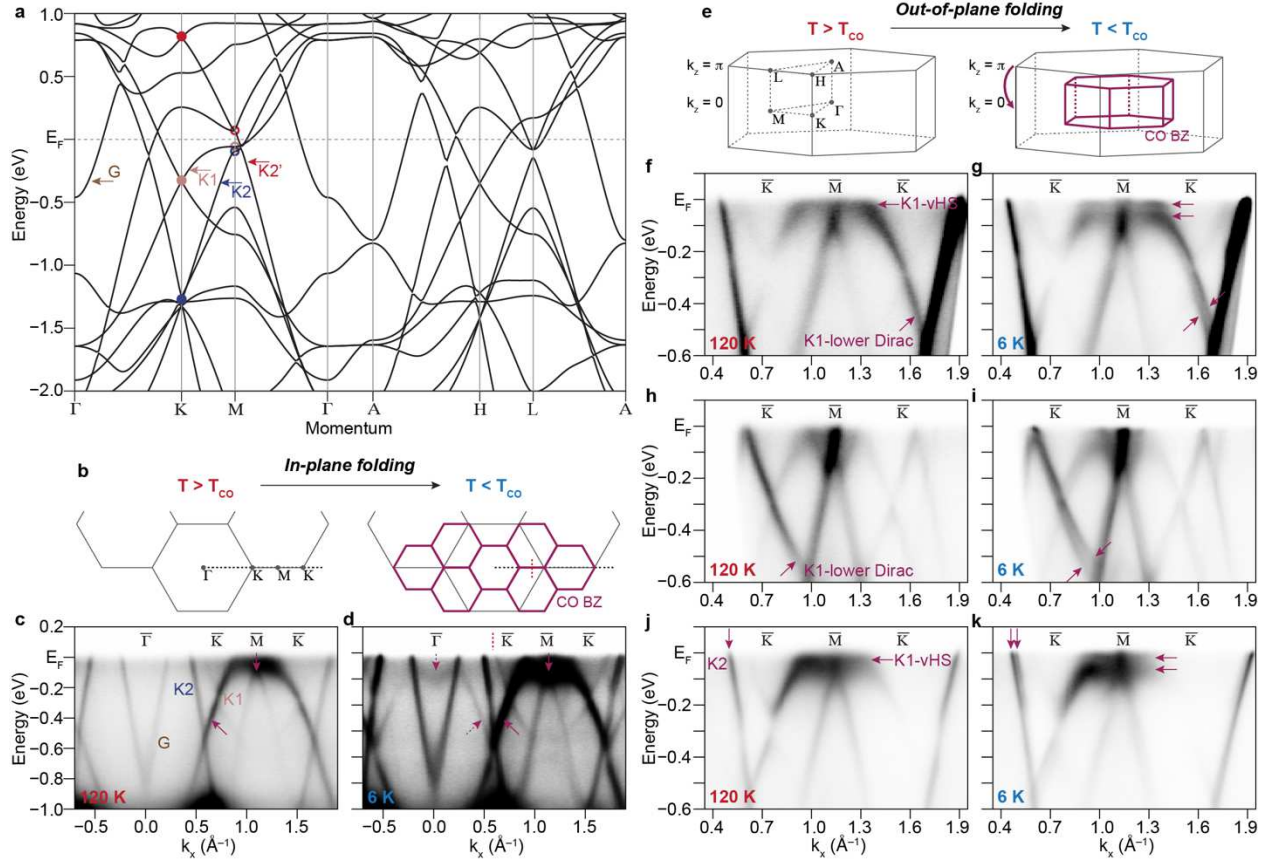 a
1.0
0.5
E_F
−0.5
−1.0
−1.5
−2.0
Energy (eV)
G
K1
K2
K2'
Γ K M Γ A H L A
Momentum
b
In-plane folding
T > T_CO
T < T_CO
Γ K M K
CO BZ
c
Γ̅ K̅ M̅ K̅
0.2
E_F
−0.2
−0.4
−0.6
−0.8
−1.0
Energy (eV)
K2
K1
G
120 K
−0.5 0.0 0.5 1.0 1.5
k_x (Å⁻¹)
d
Γ̅ K̅ M̅ K̅
6 K
−0.5 0.0 0.5 1.0 1.5
k_x (Å⁻¹)
e
Out-of-plane folding
T > T_CO
T < T_CO
k_z = π
k_z = 0
L A
H
M Γ
K
k_z = π
k_z = 0
CO BZ
f
K̅ M̅ K̅
E_F
−0.2
−0.4
−0.6
Energy (eV)
K1-vHS
K1-lower Dirac
120 K
0.4 0.7 1.0 1.3 1.6 1.9
g
K̅ M̅ K̅
6 K
0.4 0.7 1.0 1.3 1.6 1.9
h
K̅ M̅ K̅
E_F
−0.2
−0.4
−0.6
Energy (eV)
K1-lower Dirac
120 K
0.4 0.7 1.0 1.3 1.6 1.9
i
K̅ M̅ K̅
6 K
0.4 0.7 1.0 1.3 1.6 1.9
j
K̅ M̅ K̅
E_F
−0.2
−0.4
−0.6
Energy (eV)
K2
K1-vHS
120 K
0.4 0.7 1.0 1.3 1.6 1.9
k_x (Å⁻¹)
k
K̅ M̅ K̅
6 K
0.4 0.7 1.0 1.3 1.6 1.9
k_x (Å⁻¹)